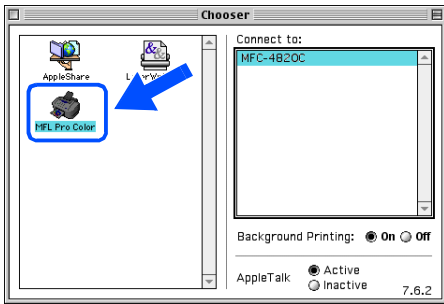 Chooser
AppleShare
MFL Pro Color
Connect to:
MFC-4820C
Background Printing: On Off
AppleTalk
Active
Inactive
7.6.2